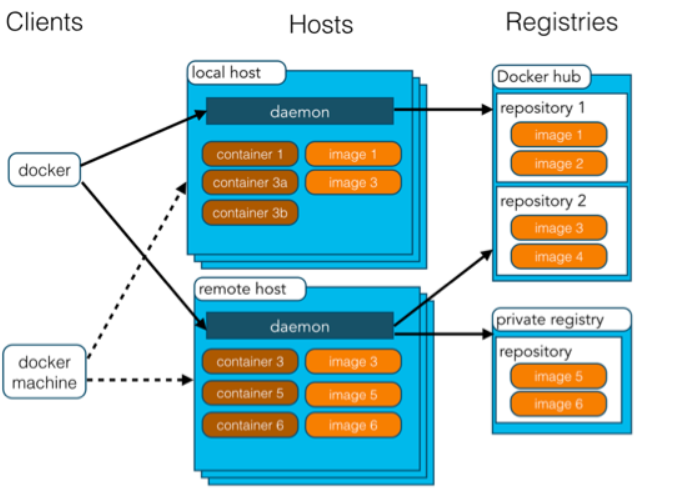 Clients
Hosts
Registries
local host
daemon
container 1
image 1
container 3a
image 3
container 3b
docker
remote host
daemon
container 3
image 3
container 5
image 5
container 6
image 6
docker
machine
Docker hub
repository 1
image 1
image 2
repository 2
image 3
image 4
private registry
repository
image 5
image 6